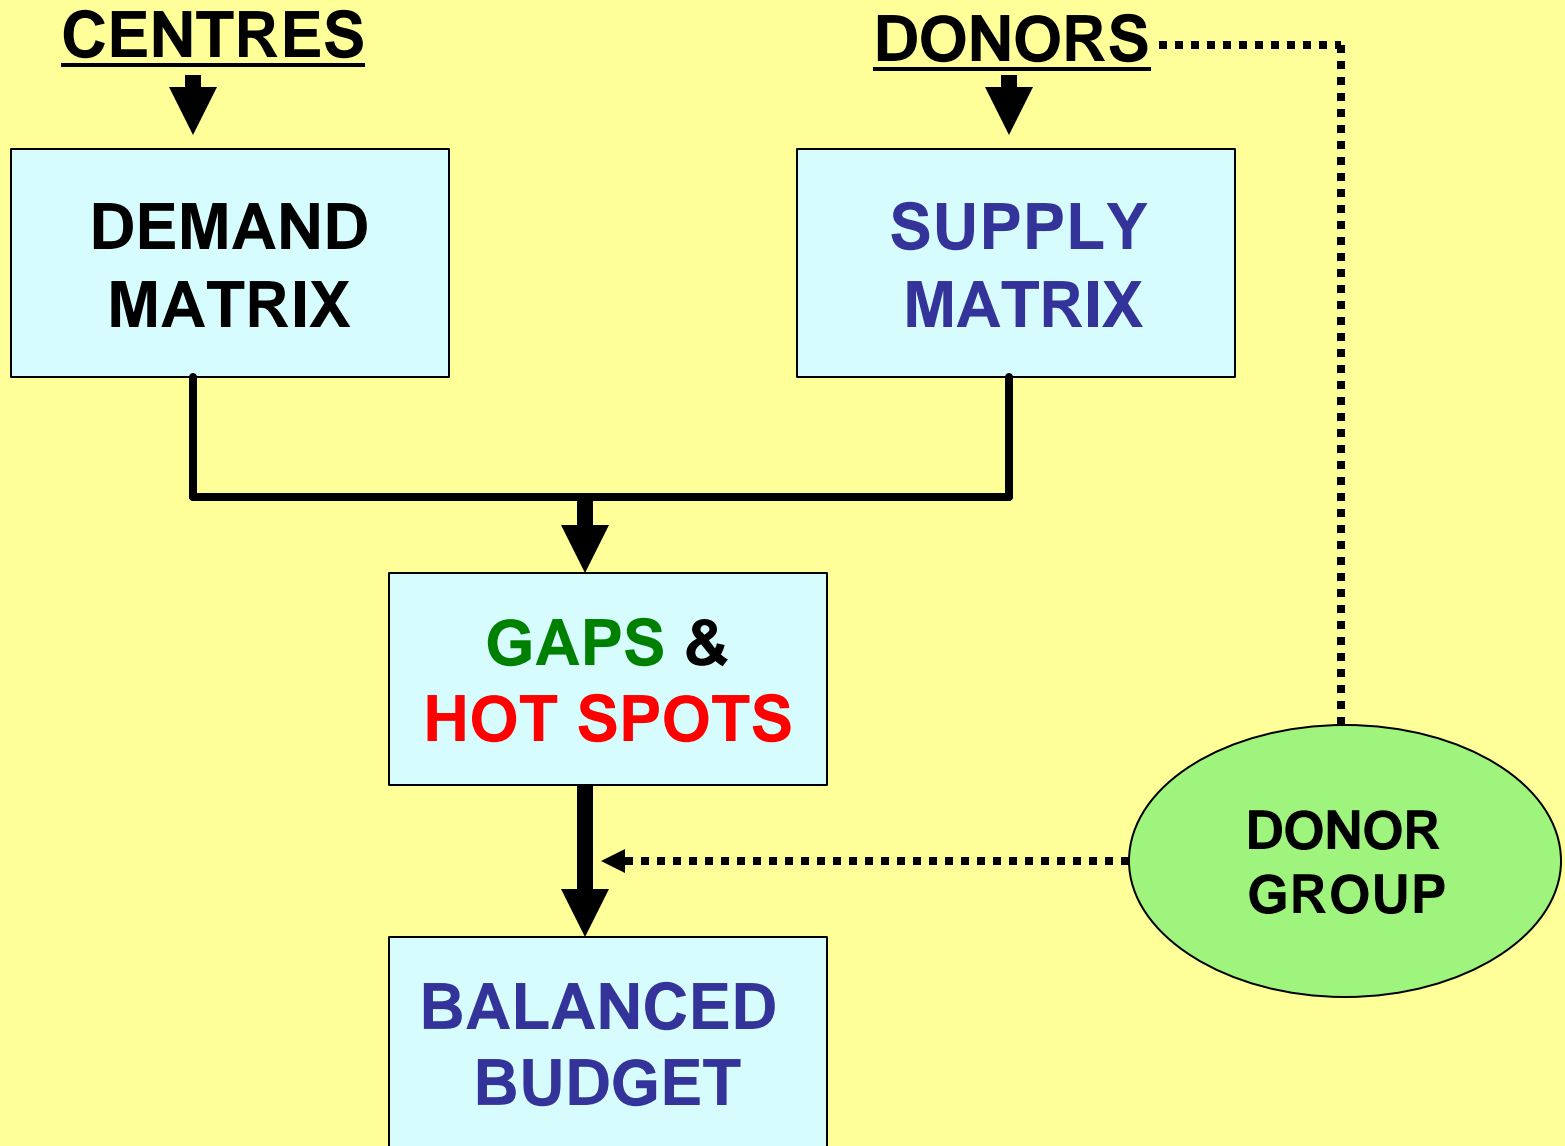 CENTRES
DONORS
DEMAND
MATRIX
SUPPLY
MATRIX
GAPS &
HOT SPOTS
DONOR
GROUP
BALANCED
BUDGET